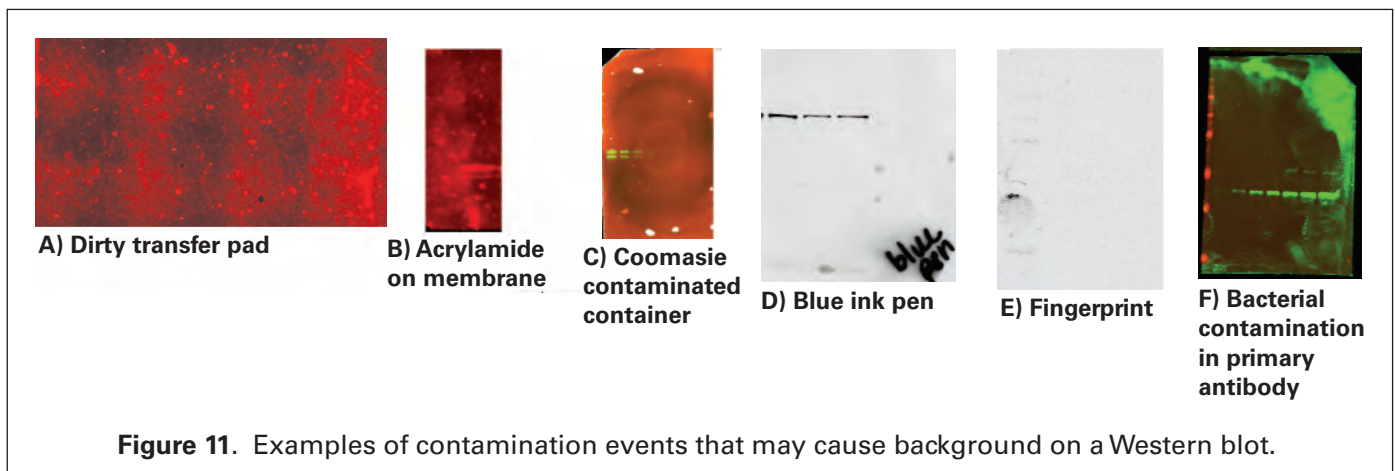 A) Dirty transfer pad
B) Acrylamide
on membrane
C) Coomasie
contaminated
container
blue
pen
D) Blue ink pen
E) Fingerprint
F) Bacterial
contamination
in primary
antibody
Figure 11. Examples of contamination events that may cause background on a Western blot.